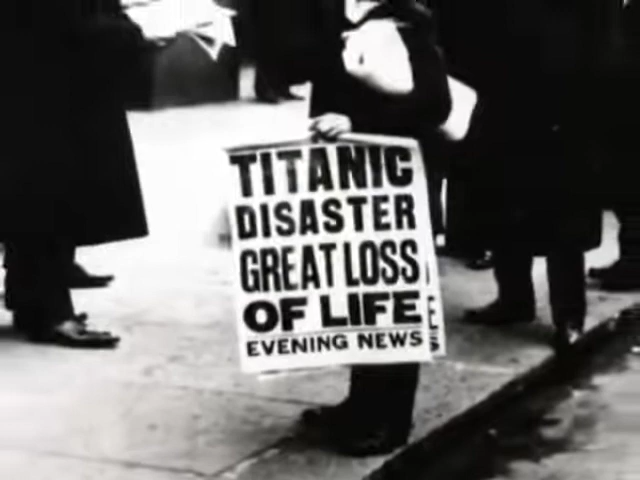 TITANIC
DISASTER
GREAT LOSS
OF LIFE
EVENING NEWS